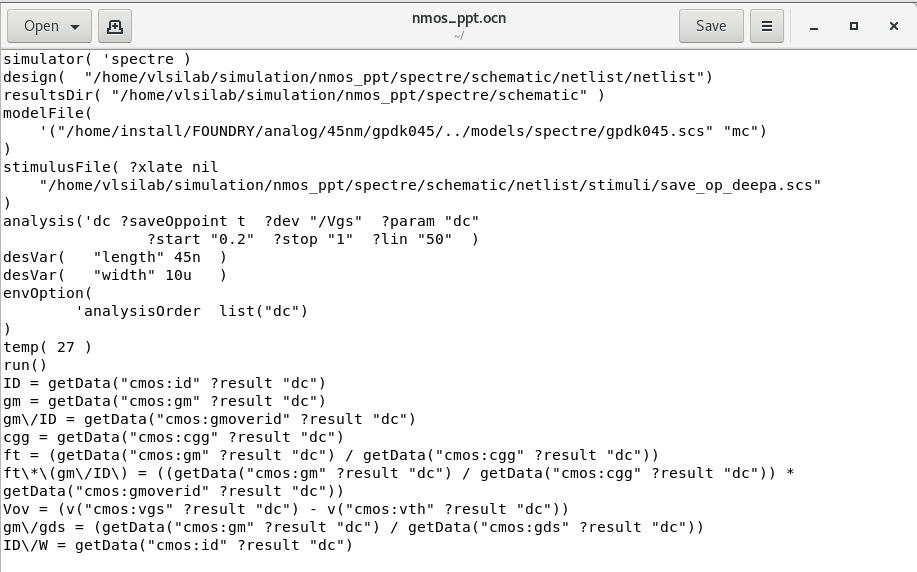 Open
nmos_ppt.ocn
~/
Save
simulator( 'spectre )
design(  "/home/vlsilab/simulation/nmos_ppt/spectre/schematic/netlist/netlist")
resultsDir( "/home/vlsilab/simulation/nmos_ppt/spectre/schematic" )
modelFile(
    '("/home/install/FOUNDRY/analog/45nm/gpdk045/../models/spectre/gpdk045.scs" "mc")
)
stimulusFile( ?xlate nil
    "/home/vlsilab/simulation/nmos_ppt/spectre/schematic/netlist/stimuli/save_op_deepa.scs"
)
analysis('dc ?saveOppoint t  ?dev "/Vgs"  ?param "dc"
                ?start "0.2"  ?stop "1"  ?lin "50"  )
desVar(   "length" 45n  )
desVar(   "width" 10u   )
envOption(
        'analysisOrder  list("dc")
)
temp( 27 )
run()
ID = getData("cmos:id" ?result "dc")
gm = getData("cmos:gm" ?result "dc")
gm\/ID = getData("cmos:gmoverid" ?result "dc")
cgg = getData("cmos:cgg" ?result "dc")
ft = (getData("cmos:gm" ?result "dc") / getData("cmos:cgg" ?result "dc"))
ft\*\(gm\/ID\) = ((getData("cmos:gm" ?result "dc") / getData("cmos:cgg" ?result "dc")) *
getData("cmos:gmoverid" ?result "dc"))
Vov = (v("cmos:vgs" ?result "dc") - v("cmos:vth" ?result "dc"))
gm\/gds = (getData("cmos:gm" ?result "dc") / getData("cmos:gds" ?result "dc"))
ID\/W = getData("cmos:id" ?result "dc")